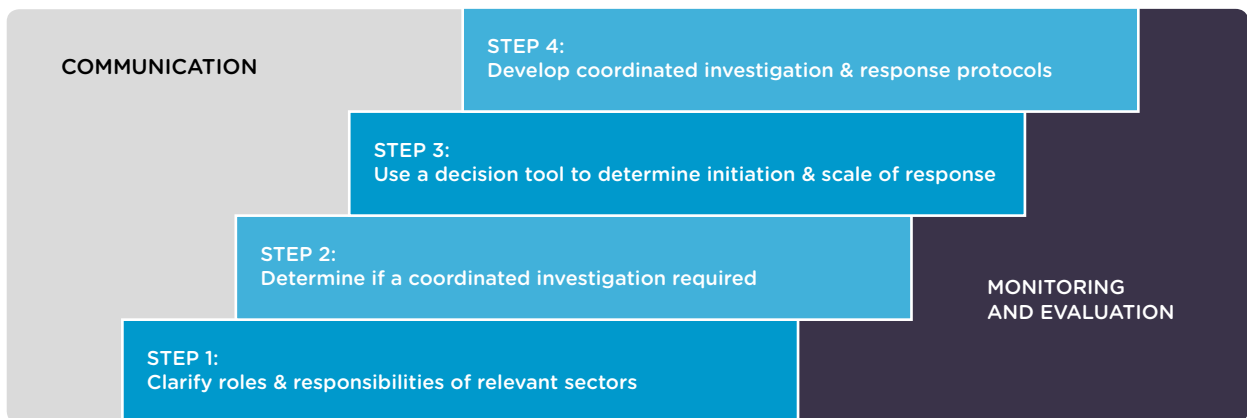 COMMUNICATION
STEP 4:
Develop coordinated investigation & response protocols
STEP 3:
Use a decision tool to determine initiation & scale of response
STEP 2:
Determine if a coordinated investigation required
MONITORING
AND EVALUATION
STEP 1:
Clarify roles & responsibilities of relevant sectors